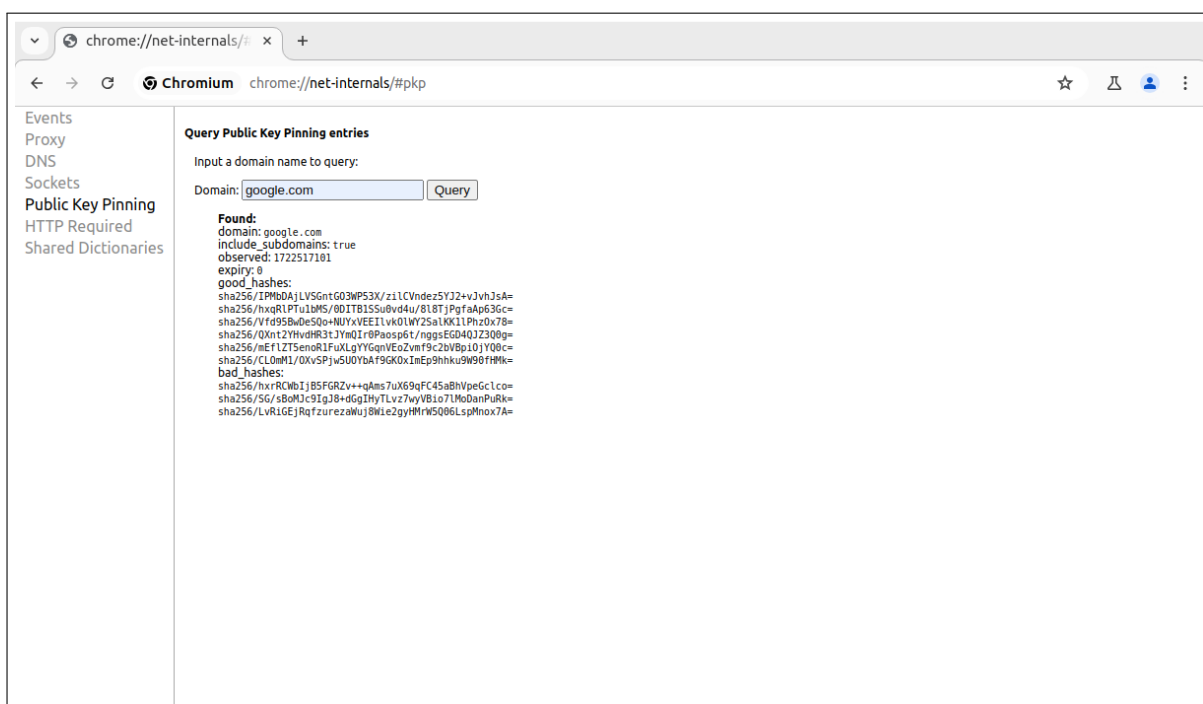 chrome://net-internals/#
Chromium chrome://net-internals/#pkp
Events
Proxy
DNS
Sockets
Public Key Pinning
HTTP Required
Shared Dictionaries
Query Public Key Pinning entries
Input a domain name to query:
Domain: google.com Query
Found:
domain: google.com
include_subdomains: true
observed: 1722517101
expiry: 0
good_hashes:
sha256/IPMbDAjLVSGntGO3WP53X/zilCVndez5YJ2+vJvhJsA=
sha256/hxqRlPTu1bMS/0DITB1SSu0vd4u/8l8TjPgfaAp63Gc=
sha256/Vfd95BwDeSQo+NUYxVEEIlvkOlWY2SalKK1lPhzOx78=
sha256/QXnt2YHvdHR3tJYmQIr0Paosp6t/nggsEGD4QJZ3Q0g=
sha256/mEflZT5enoR1FuXLgYYGqnVEoZvmf9c2bVBpiOjYQ0c=
sha256/CLOmM1/OXvSPjw5UOYbAf9GKOxImEp9hhku9W90fHMk=
bad_hashes:
sha256/hxrRCWbIjB5FGRZv++qAms7uX69qFC45aBhVpeGclco=
sha256/SG/sBoMJc9IgJ8+dGgIHyTLvz7wyVBio7lMoDanPuRk=
sha256/LvRiGEjRqfzurezaWuj8Wie2gyHMrW5Q06LspMnox7A=